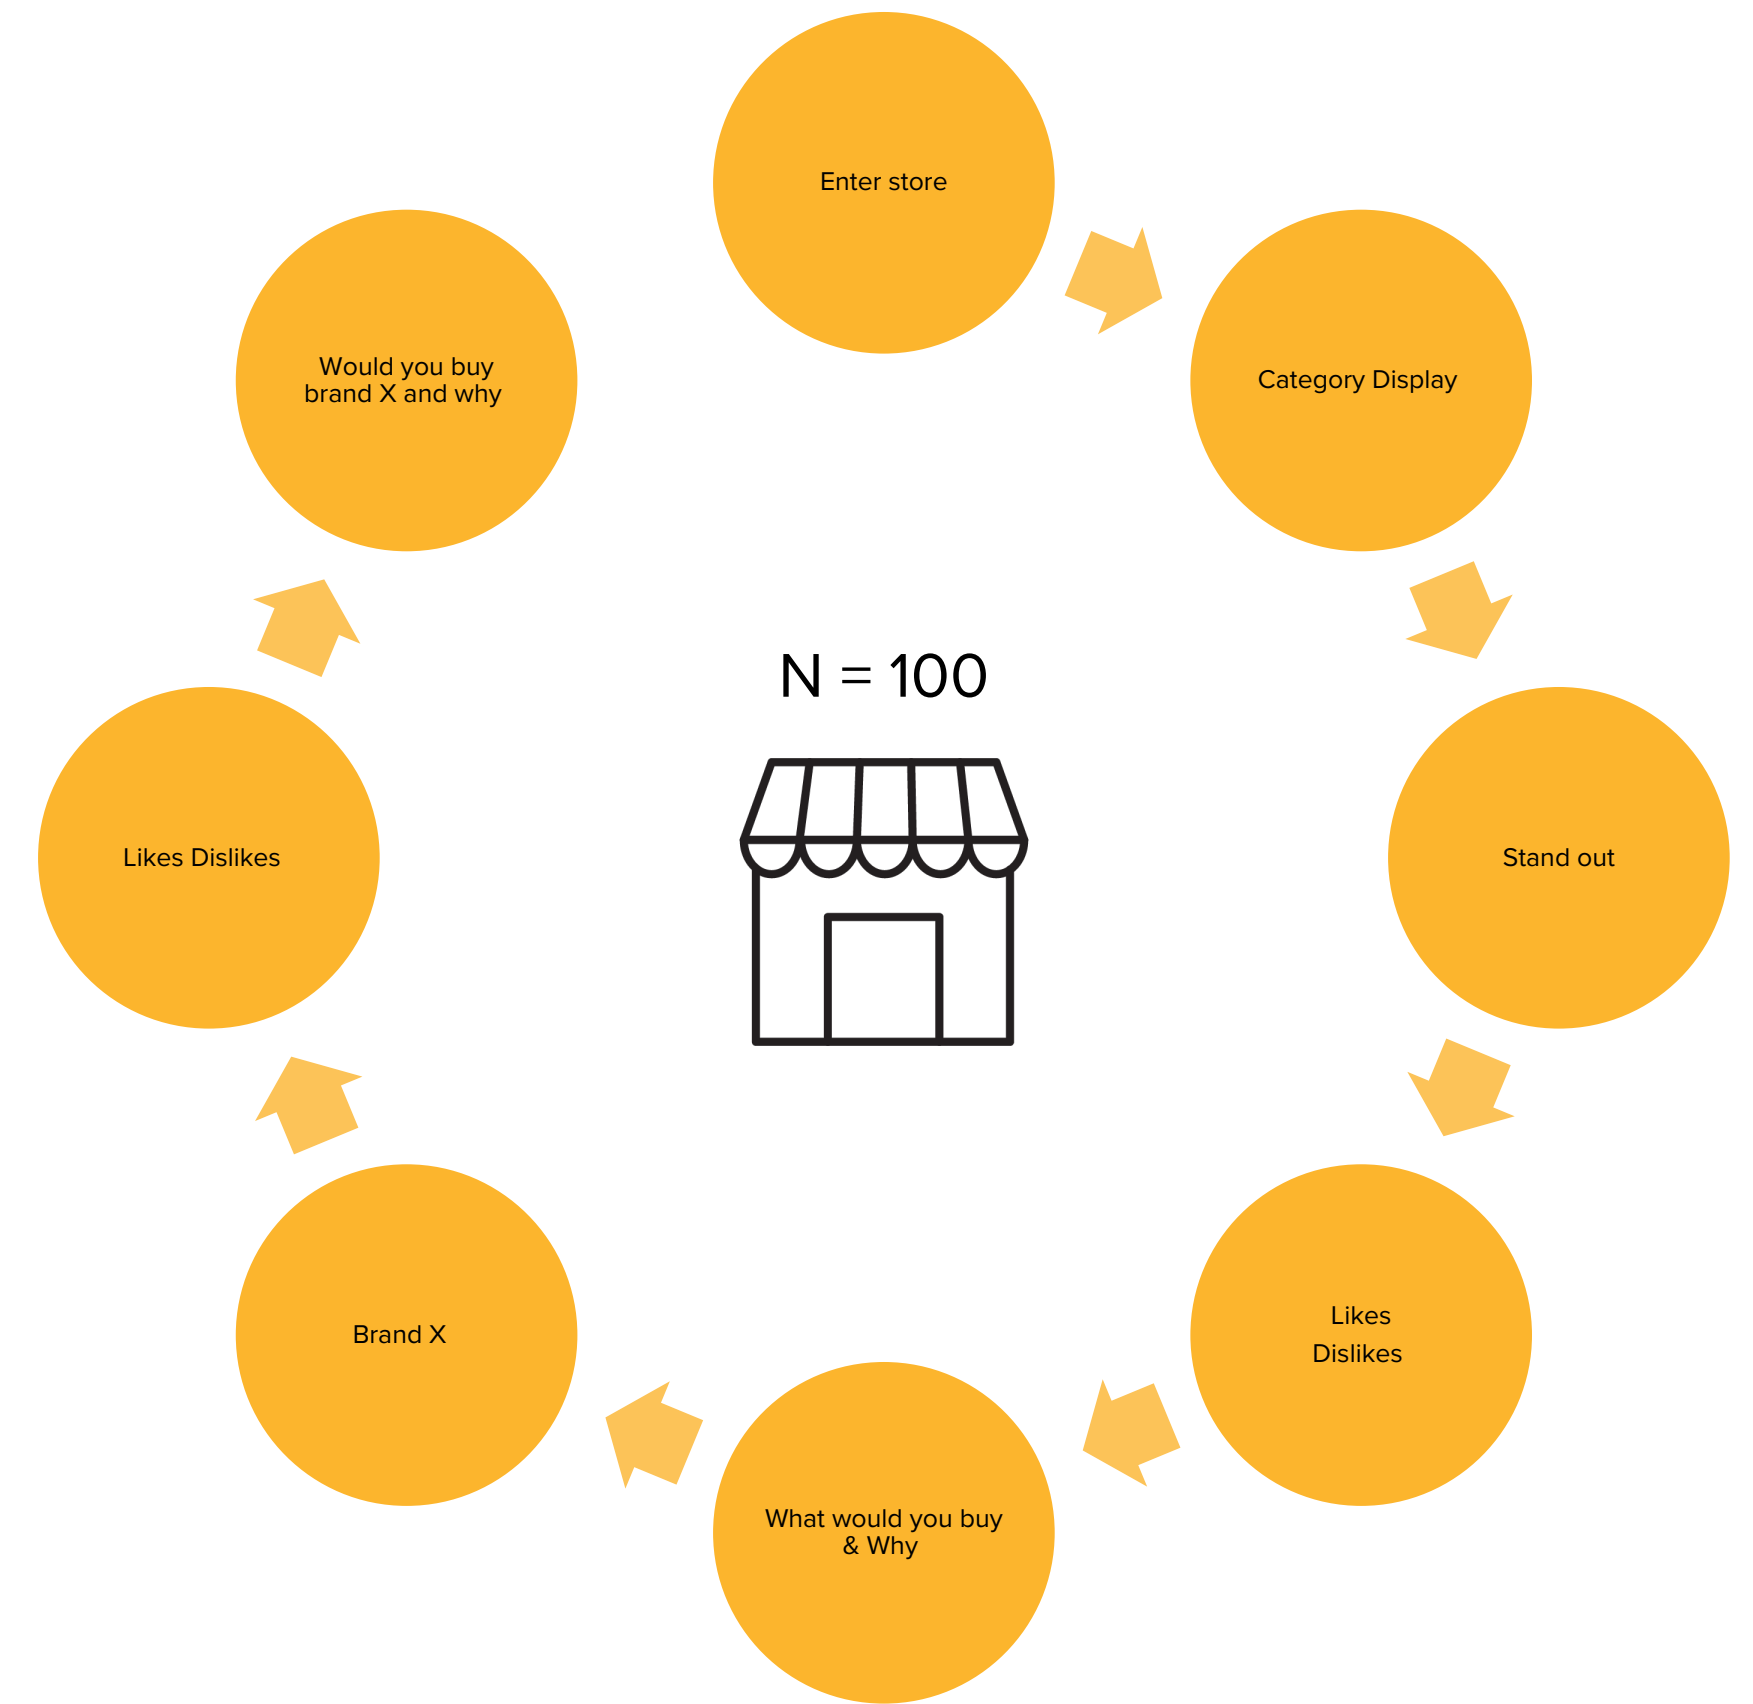 Enter store
Category Display
Stand out
Likes
Dislikes
What would you buy
& Why
Brand X
Likes Dislikes
Would you buy
brand X and why
N = 100